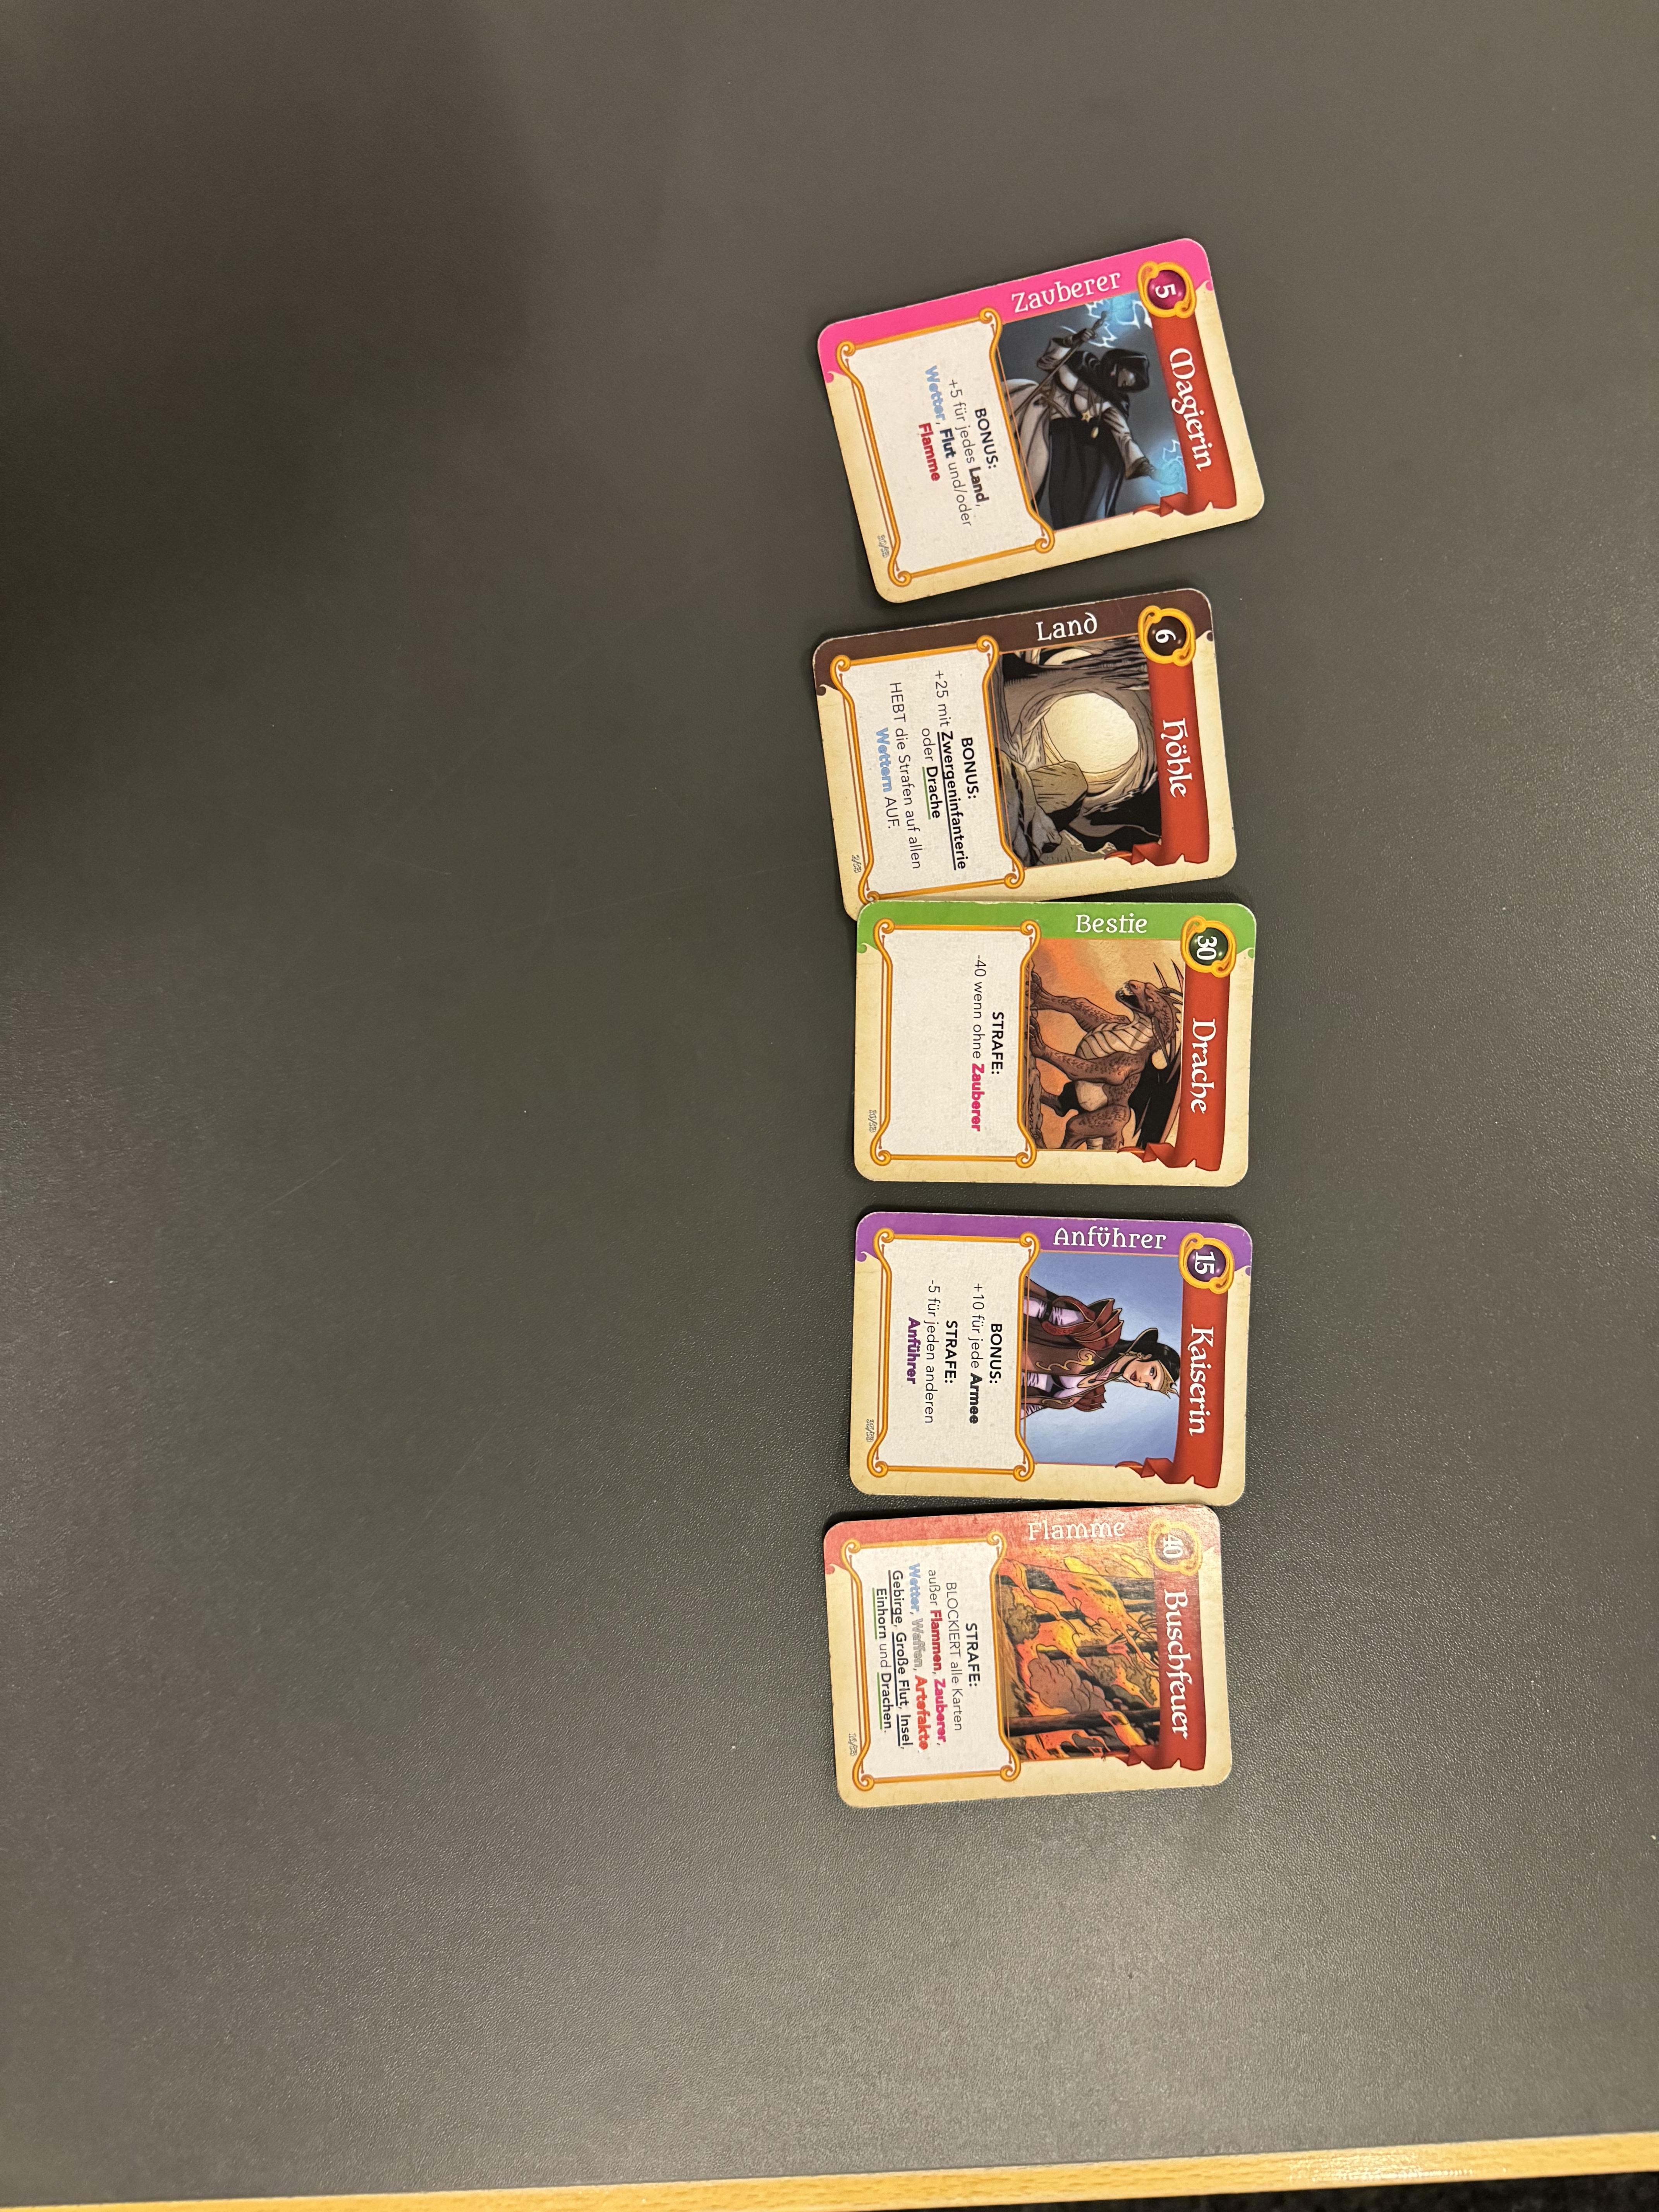 5
Magierin
Zauberer
BONUS:
+5 für jedes Land,
Wetter, Flut und/oder
Flamme
6
Höhle
Land
BONUS:
+25 mit Zwergeninfanterie
oder Drache
HEBT die Strafen auf allen
Wettern AUF.
30
Drache
Bestie
STRAFE:
-40 wenn ohne Zauberer
15
Kaiserin
Anführer
BONUS:
+10 für jede Armee
STRAFE:
-5 für jeden anderen
Anführer
40
Buschfeuer
Flamme
STRAFE:
BLOCKIERT alle Karten
außer Flammen, Zauberer,
Wetter, Waffen, Artefakte,
Gebirge, Große Flut, Insel,
Einhorn und Drachen.